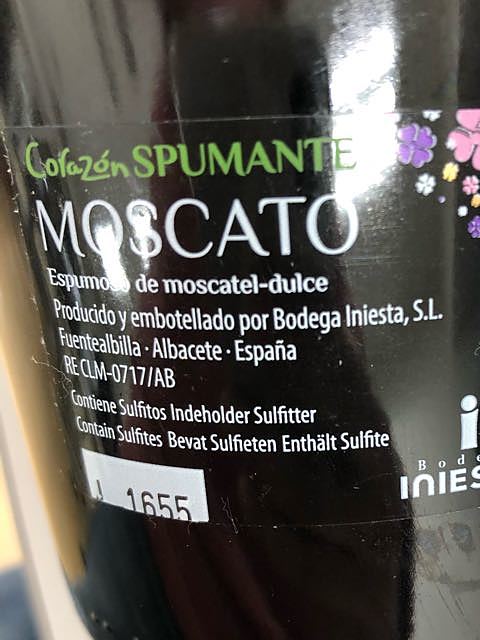 Corazón SPUMANTE
MOSCATO
Espumoso de moscatel-dulce
Producido y embotellado por Bodega Iniesta, S.L.
Fuentealbilla · Albacete · España
RE CLM-0717/AB
Contiene Sulfitos Indeholder Sulfitter
Contain Sulfites Bevat Sulfieten Enthält Sulfite
L 1655